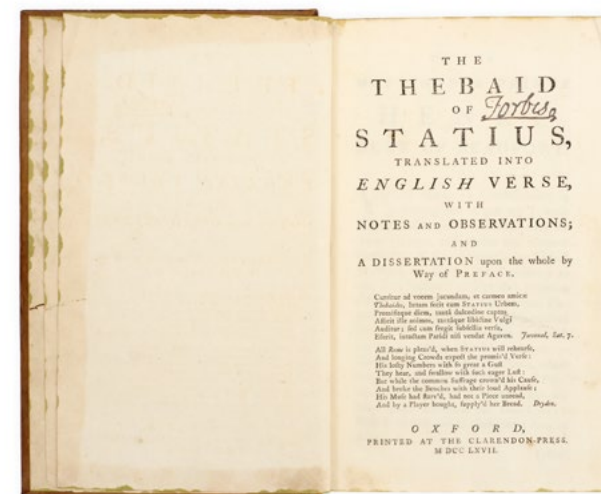 THE
THEBAID
OF Forbis
STATIUS,
TRANSLATED INTO
ENGLISH VERSE,
WITH
NOTES AND OBSERVATIONS;
AND
A DISSERTATION upon the whole by
Way of PREFACE.
Curritur ad vocem jucundam, et carmen amicæ
Thebaidos, lætam fecit cum STATIUS Urbem,
Promisitque diem, tantâ dulcedine captos
Afficit ille animos, tantâque libidine Vulgi
Auditur; sed cum fregit subsellia versu,
Esurit, intactam Paridi nisi vendat Agaven. Juvenal, Sat. 7.
All Rome is pleas'd, when STATIUS will rehearse,
And longing Crowds expect the promis'd Verse:
His lofty Numbers with so great a Gust
They hear, and swallow with such eager Lust:
But while the common Suffrage crown'd his Cause,
And broke the Benches with their loud Applause;
His Muse had starv'd, had not a Piece unread,
And by a Player bought, supply'd her Bread. Dryden.
OXFORD,
PRINTED AT THE CLARENDON-PRESS.
M DCC LXVII.